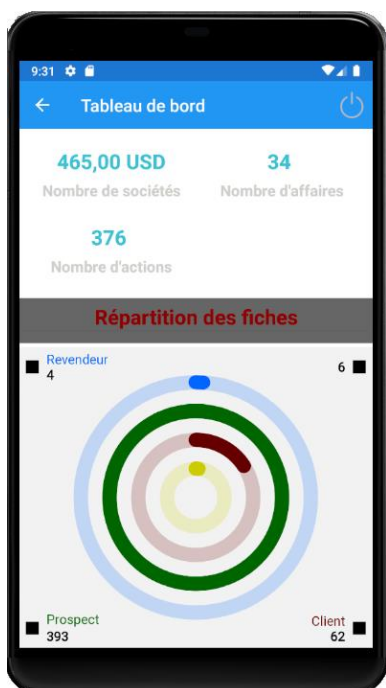 9:31
Tableau de bord
465,00 USD 34
Nombre de sociétés Nombre d'affaires
376
Nombre d'actions
Répartition des fiches
Revendeur
4 6
Prospect Client
393 62